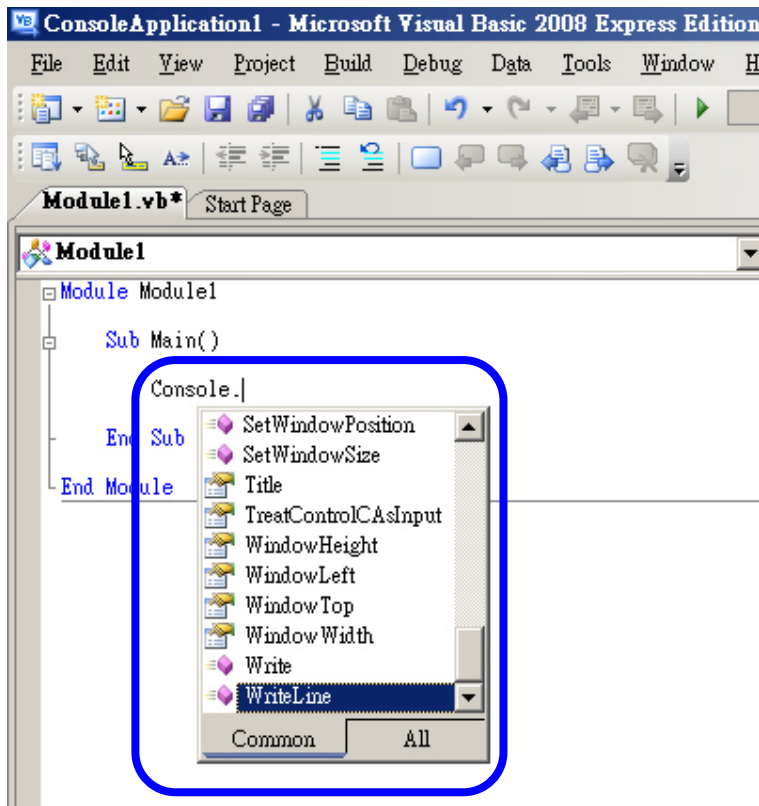 ConsoleApplication1 - Microsoft Visual Basic 2008 Express Edition
File Edit View Project Build Debug Data Tools Window H
Module1.vb* Start Page
Module1
Module Module1
Sub Main()
Console.
End Sub
End Module
SetWindowPosition
SetWindowSize
Title
TreatControlCAsInput
WindowHeight
WindowLeft
WindowTop
WindowWidth
Write
WriteLine
Common All